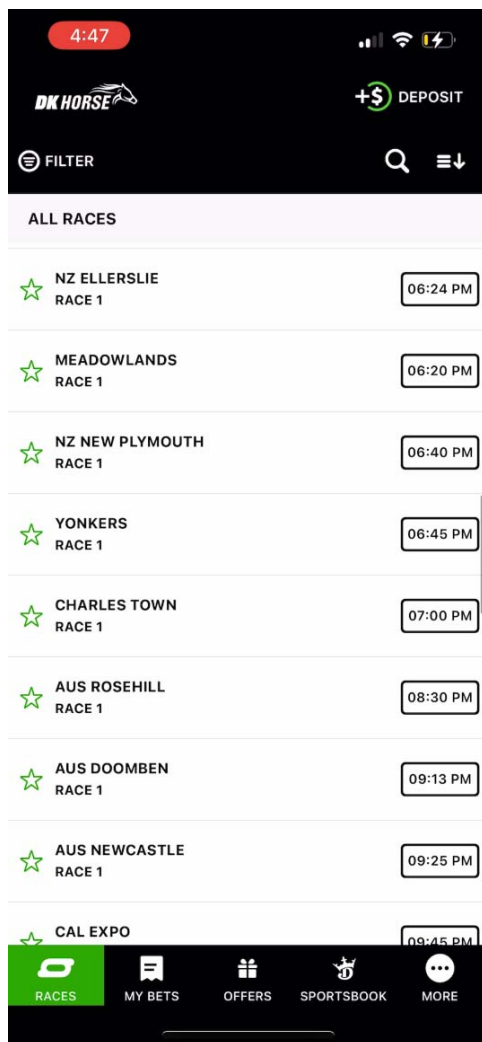 4:47
DK HORSE
+$ DEPOSIT
FILTER
ALL RACES
NZ ELLERSLIE
RACE 1
06:24 PM
MEADOWLANDS
RACE 1
06:20 PM
NZ NEW PLYMOUTH
RACE 1
06:40 PM
YONKERS
RACE 1
06:45 PM
CHARLES TOWN
RACE 1
07:00 PM
AUS ROSEHILL
RACE 1
08:30 PM
AUS DOOMBEN
RACE 1
09:13 PM
AUS NEWCASTLE
RACE 1
09:25 PM
CAL EXPO
09:45 PM
RACES
MY BETS
OFFERS
SPORTSBOOK
MORE